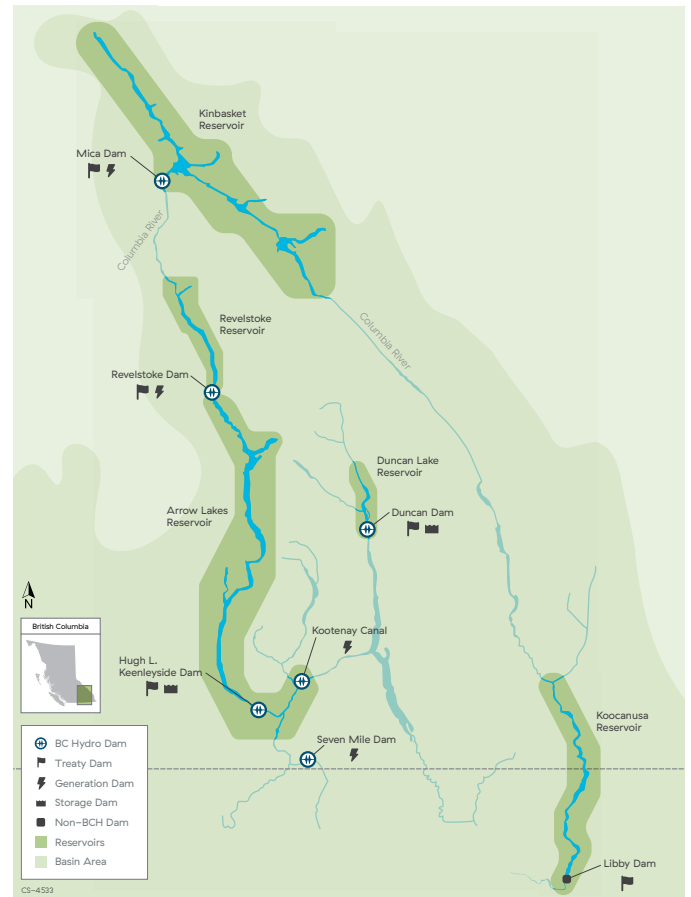 Kinbasket
Reservoir
Mica Dam
Columbia River
Revelstoke
Reservoir
Columbia River
Revelstoke Dam
Duncan Lake
Reservoir
Arrow Lakes
Reservoir
Duncan Dam
N
British Columbia
Kootenay Canal
Hugh L.
Keenleyside Dam
Koocanusa
Reservoir
Seven Mile Dam
BC Hydro Dam
Treaty Dam
Generation Dam
Storage Dam
Non-BCH Dam
Reservoirs
Basin Area
Libby Dam
CS-4533